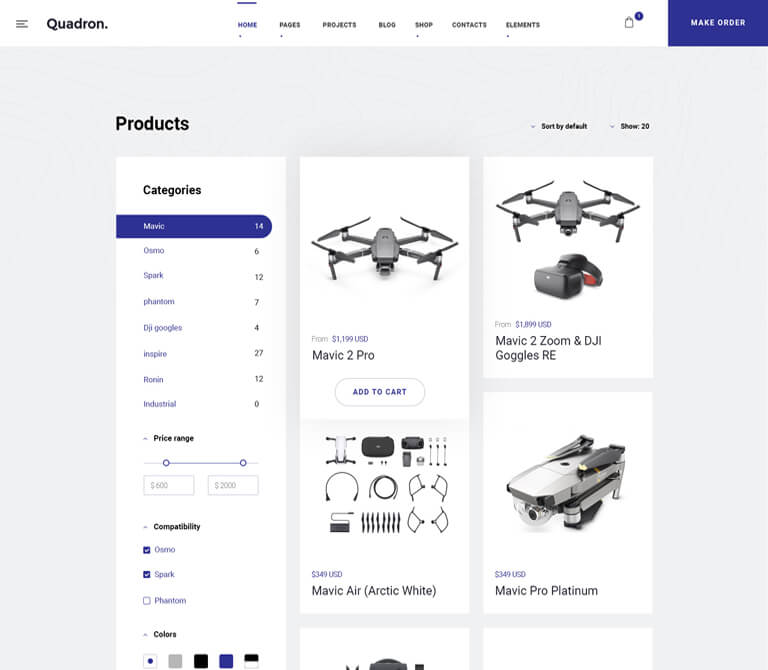 Quadron.
HOME
PAGES
PROJECTS
BLOG
SHOP
CONTACTS
ELEMENTS
1
MAKE ORDER
Products
Sort by default
Show: 20
Categories
Mavic 14
Osmo 6
Spark 12
phantom 7
Dji googles 4
inspire 27
Ronin 12
Industrial 0
Price range
$ 600
$ 2000
Compatibility
Osmo
Spark
Phantom
Colors
From $1,199 USD
Mavic 2 Pro
ADD TO CART
From $1,899 USD
Mavic 2 Zoom & DJI
Goggles RE
$349 USD
Mavic Air (Arctic White)
$349 USD
Mavic Pro Platinum